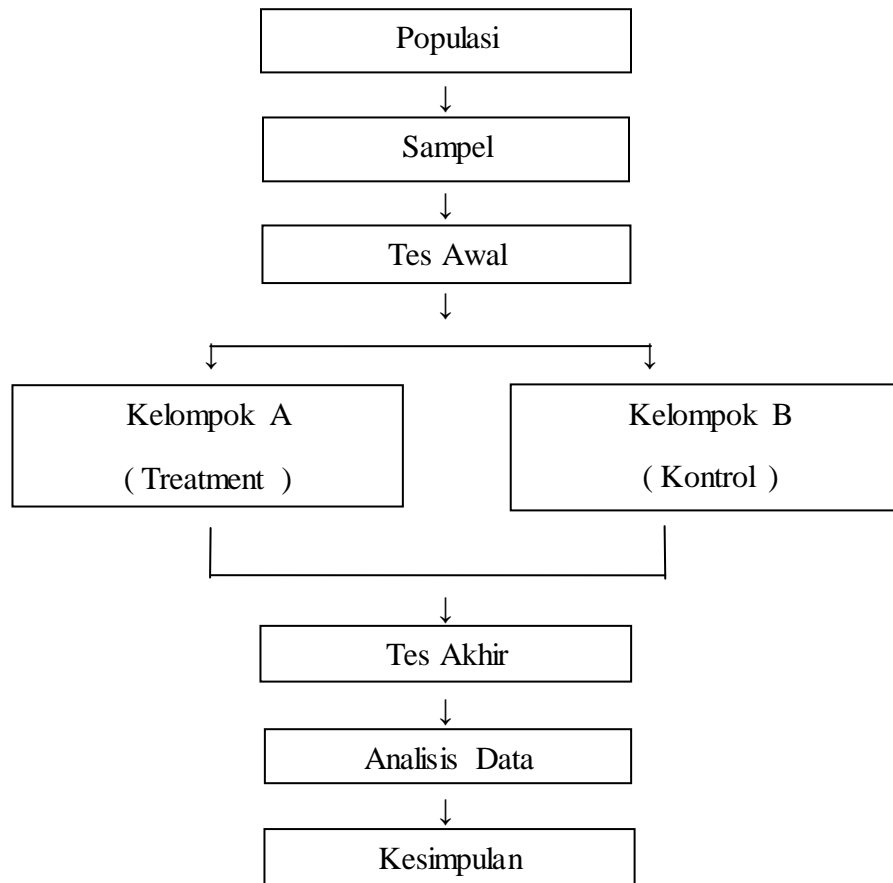 Populasi
↓
Sampel
↓
Tes Awal
↓
↓ ↓
Kelompok A
( Treatment )
Kelompok B
( Kontrol )
↓
Tes Akhir
↓
Analisis Data
↓
Kesimpulan